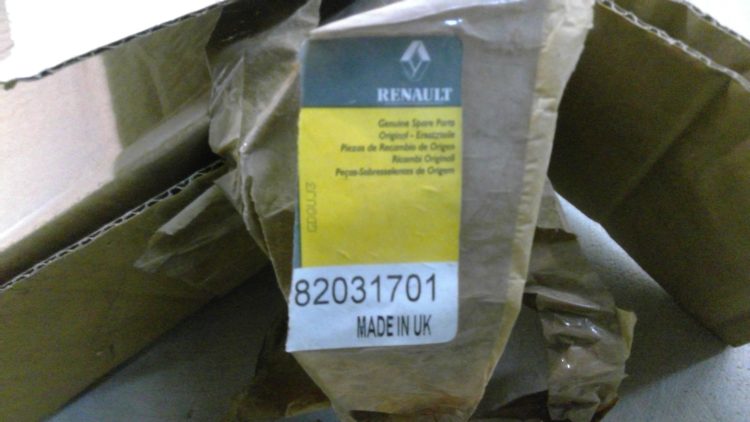 RENAULT
Genuine Spare Parts
Original - Ersatzteile
Piezas de Recambio de Origen
Ricambi Originali
Peças-Sobresselentes de Origem
82031701
MADE IN UK